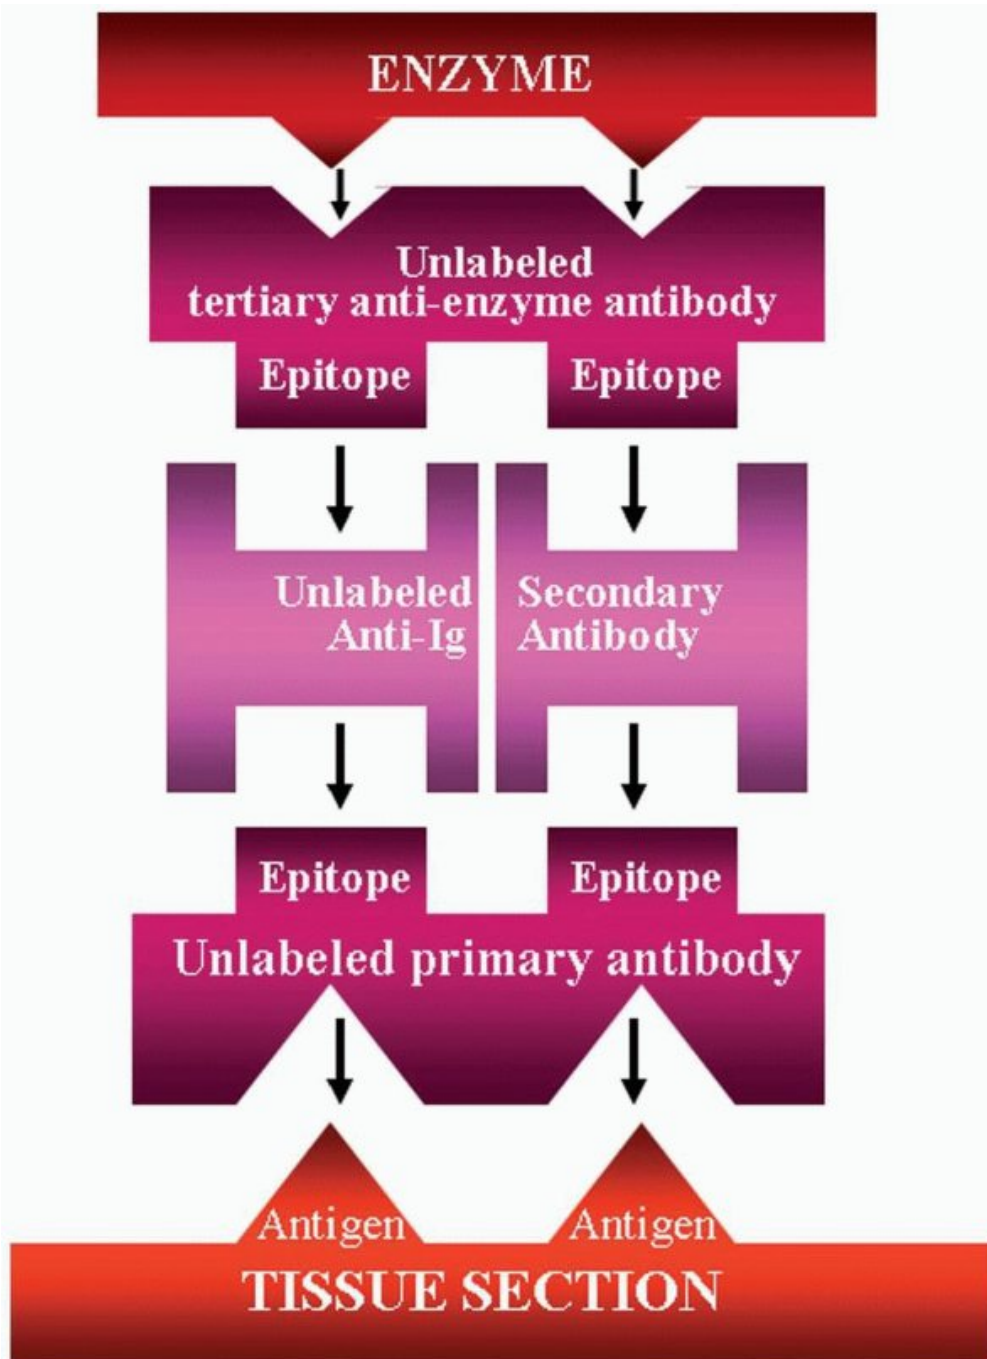 ENZYME
Unlabeled
tertiary anti-enzyme antibody
Epitope Epitope
Unlabeled Secondary
Anti-Ig Antibody
Epitope Epitope
Unlabeled primary antibody
Antigen Antigen
TISSUE SECTION